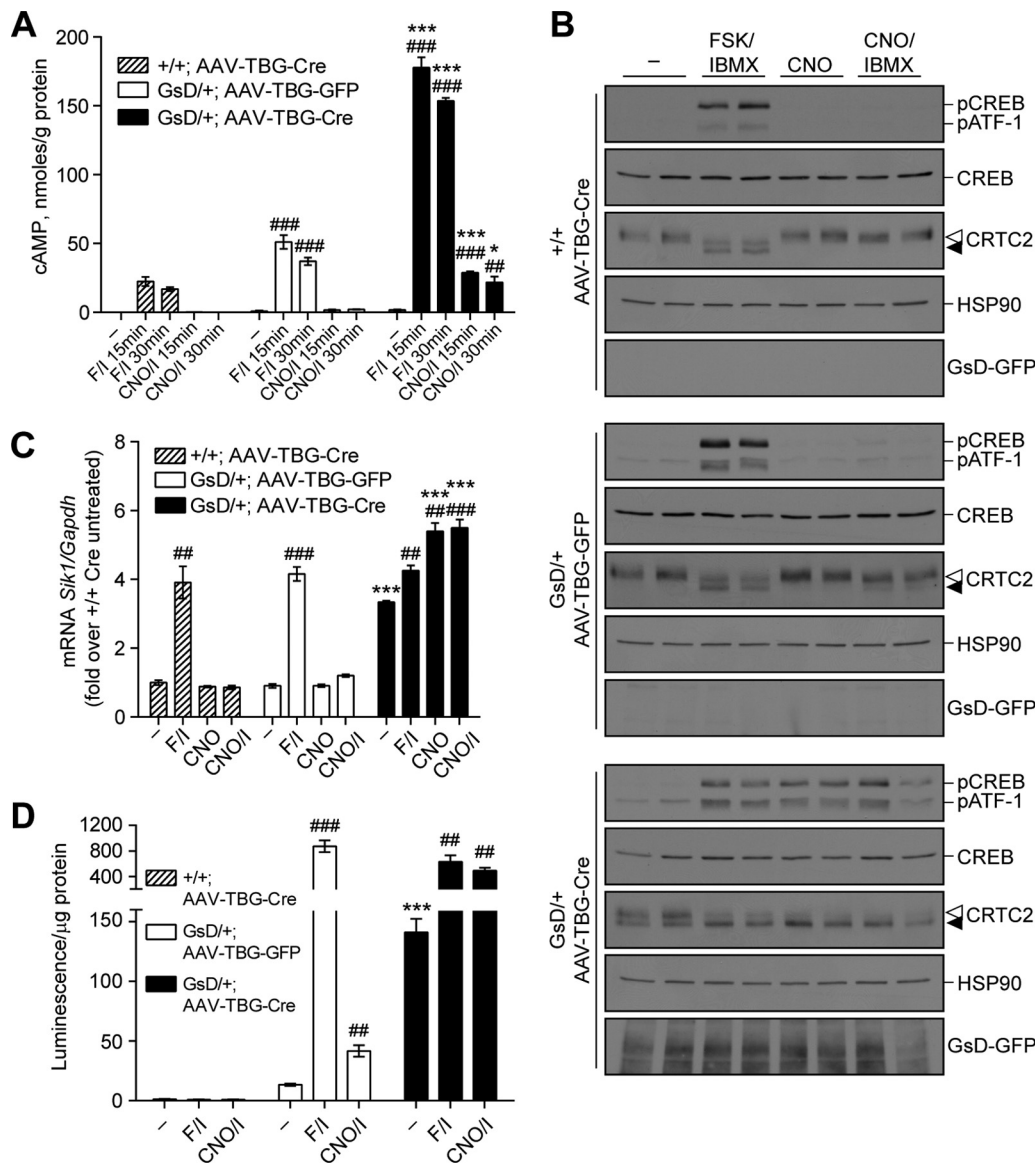 A
cAMP, nmoles/g protein
200
150
100
50
0
+/+; AAV-TBG-Cre
GsD/+; AAV-TBG-GFP
GsD/+; AAV-TBG-Cre
###
###
***
###
***
###
***
###
*
##
–
F/I 15min
F/I 30min
CNO/I 15min
CNO/I 30min
–
F/I 15min
F/I 30min
CNO/I 15min
CNO/I 30min
–
F/I 15min
F/I 30min
CNO/I 15min
CNO/I 30min
B
–
FSK/
IBMX
CNO
CNO/
IBMX
+/+
AAV-TBG-Cre
pCREB
pATF-1
CREB
CRTC2
HSP90
GsD-GFP
GsD/+
AAV-TBG-GFP
pCREB
pATF-1
CREB
CRTC2
HSP90
GsD-GFP
GsD/+
AAV-TBG-Cre
pCREB
pATF-1
CREB
CRTC2
HSP90
GsD-GFP
C
mRNA Sik1/Gapdh
(fold over +/+ Cre untreated)
8
6
4
2
0
+/+; AAV-TBG-Cre
GsD/+; AAV-TBG-GFP
GsD/+; AAV-TBG-Cre
##
###
***
##
***
##
***
###
–
F/I
CNO
CNO/I
–
F/I
CNO
CNO/I
–
F/I
CNO
CNO/I
D
Luminescence/µg protein
1200
800
400
150
100
50
0
+/+;
AAV-TBG-Cre
GsD/+;
AAV-TBG-GFP
GsD/+;
AAV-TBG-Cre
###
##
***
##
##
–
F/I
CNO/I
–
F/I
CNO/I
–
F/I
CNO/I